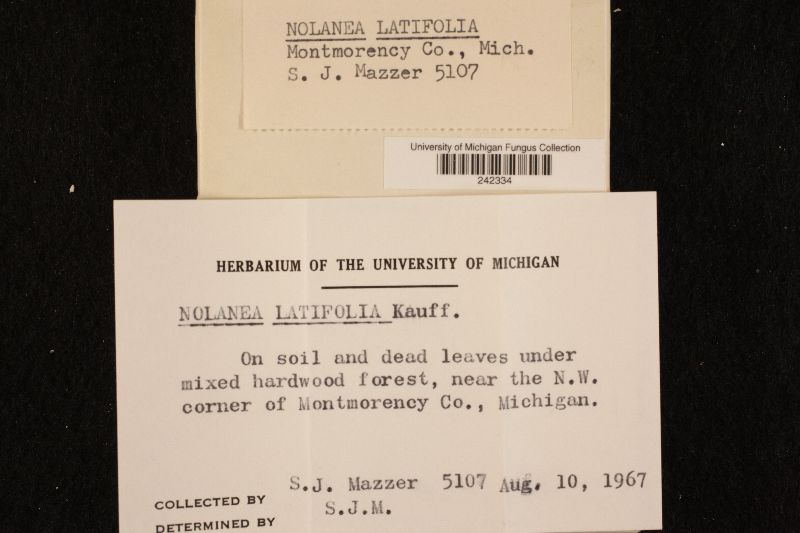 NOLANEA LATIFOLIA
Montmorency Co., Mich.
S. J. Mazzer 5107
University of Michigan Fungus Collection
242334
HERBARIUM OF THE UNIVERSITY OF MICHIGAN
NOLANEA LATIFOLIA Kauff.
On soil and dead leaves under
mixed hardwood forest, near the N.W.
corner of Montmorency Co., Michigan.
COLLECTED BY S.J. Mazzer 5107 Aug. 10, 1967
DETERMINED BY S.J.M.